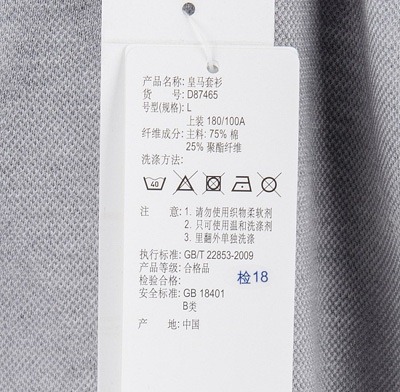 产品名称: 皇马套衫
货 号: D87465
号型(规格): L
上装 180/100A
纤维成分: 主料: 75% 棉
25% 聚酯纤维
洗涤方法:
40
注 意: 1. 请勿使用织物柔软剂
2. 只可使用温和洗涤剂
3. 里翻外单独洗涤
执行标准: GB/T 22853-2009
产品等级: 合格品
检验合格: 检18
安全标准: GB 18401
B类
产 地: 中国